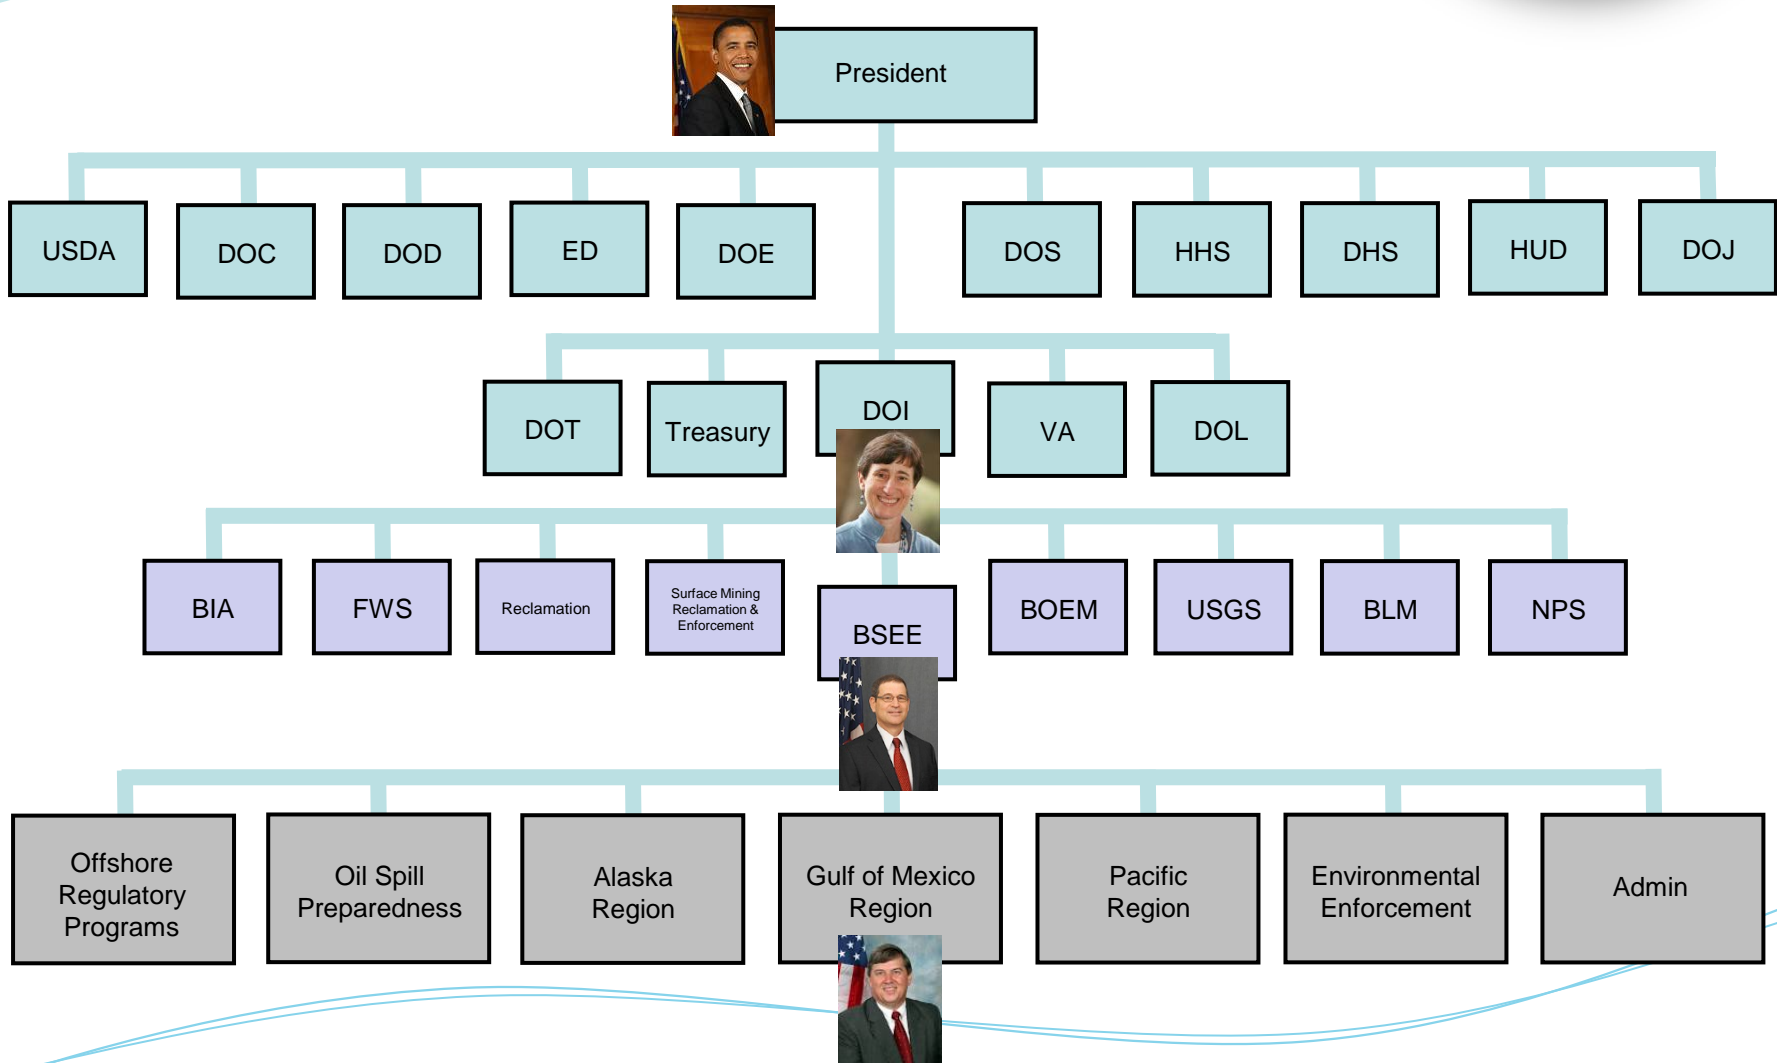 President
USDA
DOC
DOD
ED
DOE
DOS
HHS
DHS
HUD
DOJ
DOT
Treasury
DOI
VA
DOL
BIA
FWS
Reclamation
Surface Mining
Reclamation &
Enforcement
BSEE
BOEM
USGS
BLM
NPS
Offshore
Regulatory
Programs
Oil Spill
Preparedness
Alaska
Region
Gulf of Mexico
Region
Pacific
Region
Environmental
Enforcement
Admin